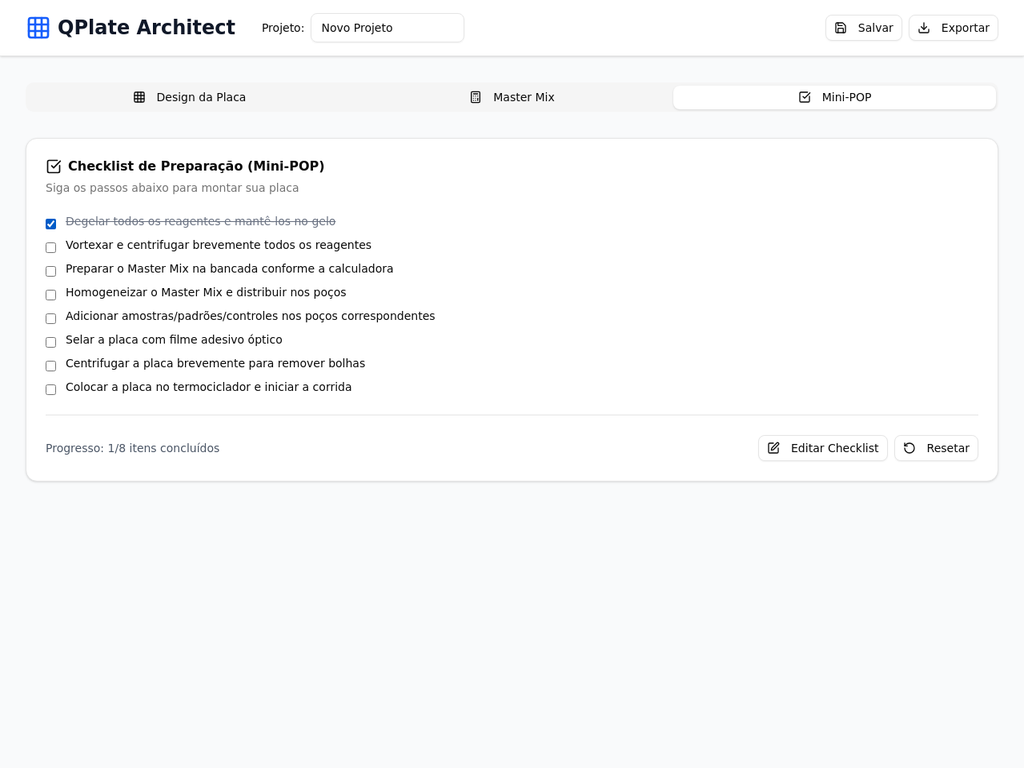 QPlate Architect
Projeto:
Novo Projeto
Salvar
Exportar
Design da Placa
Master Mix
Mini-POP
Checklist de Preparação (Mini-POP)
Siga os passos abaixo para montar sua placa
Degelar todos os reagentes e mantê-los no gelo
Vortexar e centrifugar brevemente todos os reagentes
Preparar o Master Mix na bancada conforme a calculadora
Homogeneizar o Master Mix e distribuir nos poços
Adicionar amostras/padrões/controles nos poços correspondentes
Selar a placa com filme adesivo óptico
Centrifugar a placa brevemente para remover bolhas
Colocar a placa no termociclador e iniciar a corrida
Progresso: 1/8 itens concluídos
Editar Checklist
Resetar